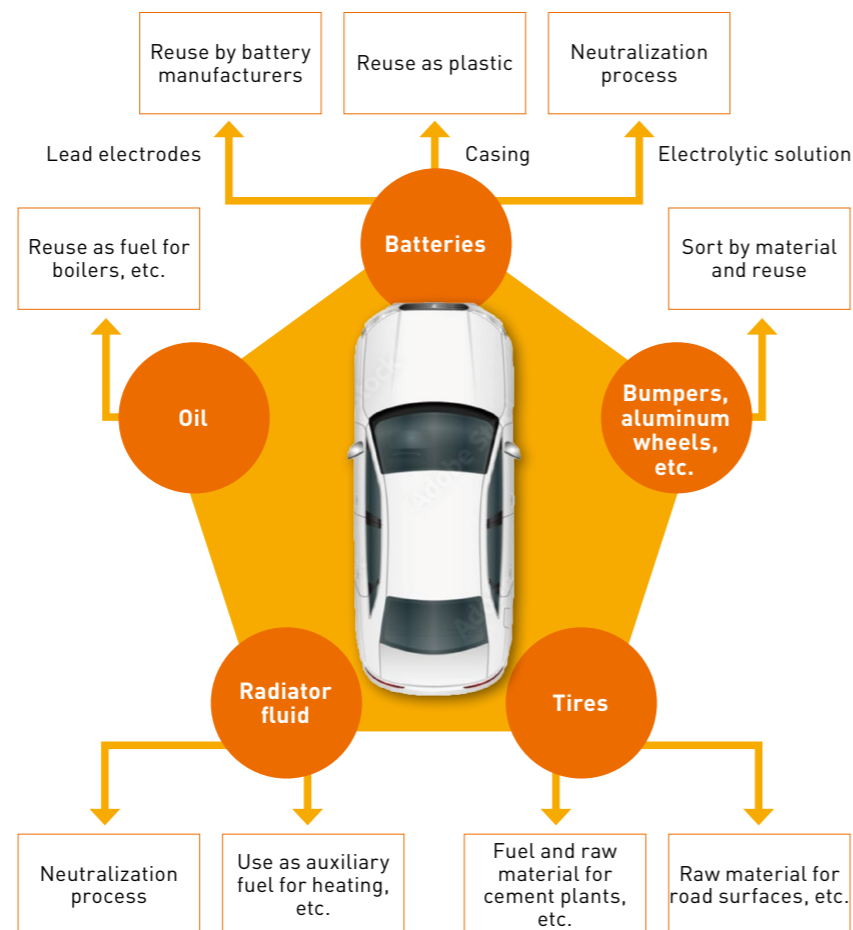 Reuse by battery
manufacturers
Reuse as plastic
Neutralization
process
Lead electrodes
Casing
Electrolytic solution
Batteries
Reuse as fuel for
boilers, etc.
Sort by material
and reuse
Oil
Bumpers,
aluminum
wheels,
etc.
Radiator
fluid
Tires
Neutralization
process
Use as auxiliary
fuel for heating,
etc.
Fuel and raw
material for
cement plants,
etc.
Raw material for
road surfaces, etc.